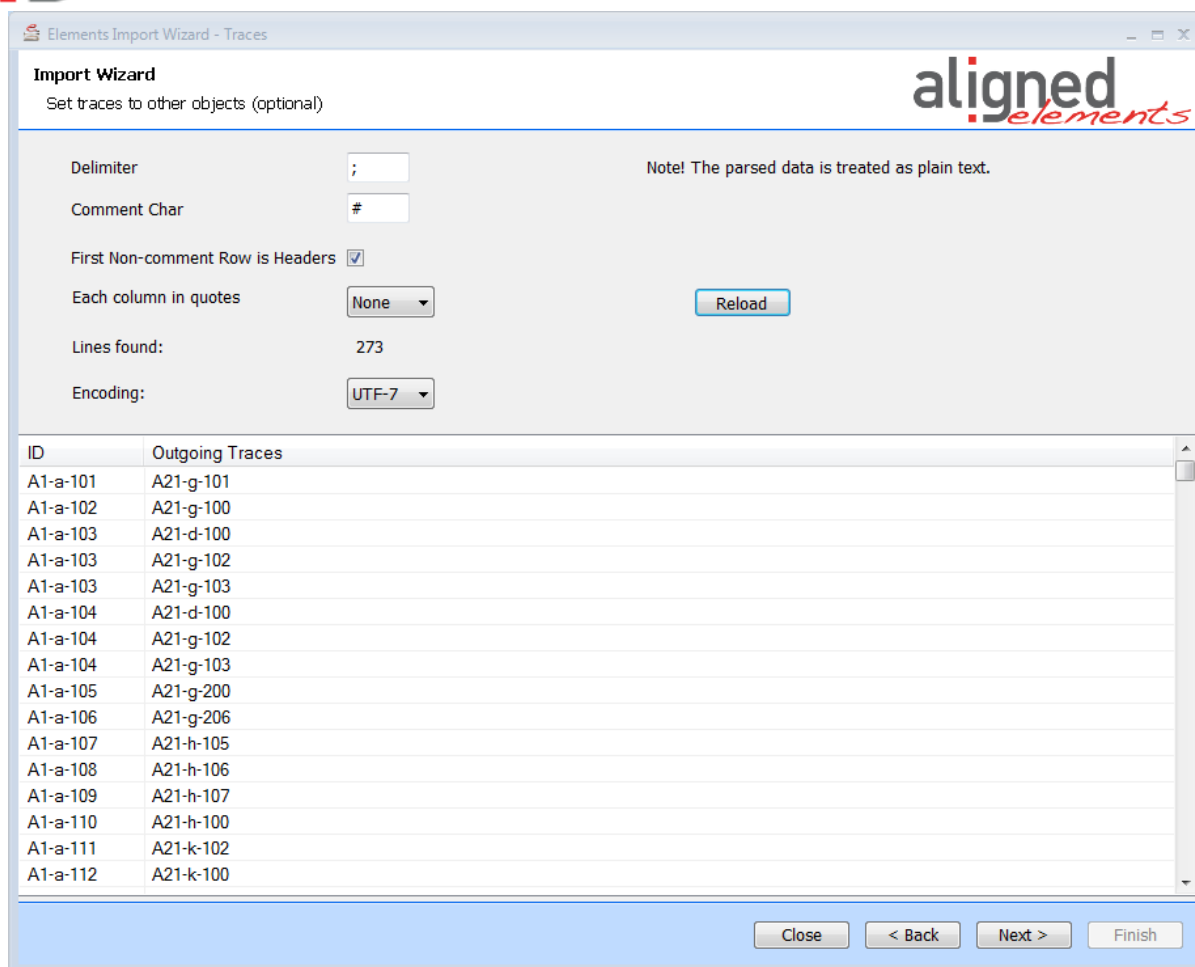 Elements Import Wizard - Traces
Import Wizard
Set traces to other objects (optional)
aligned
elements
Delimiter ; Note! The parsed data is treated as plain text.
Comment Char #
First Non-comment Row is Headers
Each column in quotes None Reload
Lines found: 273
Encoding: UTF-7
ID Outgoing Traces
A1-a-101 A21-g-101
A1-a-102 A21-g-100
A1-a-103 A21-d-100
A1-a-103 A21-g-102
A1-a-103 A21-g-103
A1-a-104 A21-d-100
A1-a-104 A21-g-102
A1-a-104 A21-g-103
A1-a-105 A21-g-200
A1-a-106 A21-g-206
A1-a-107 A21-h-105
A1-a-108 A21-h-106
A1-a-109 A21-h-107
A1-a-110 A21-h-100
A1-a-111 A21-k-102
A1-a-112 A21-k-100
Close < Back Next > Finish